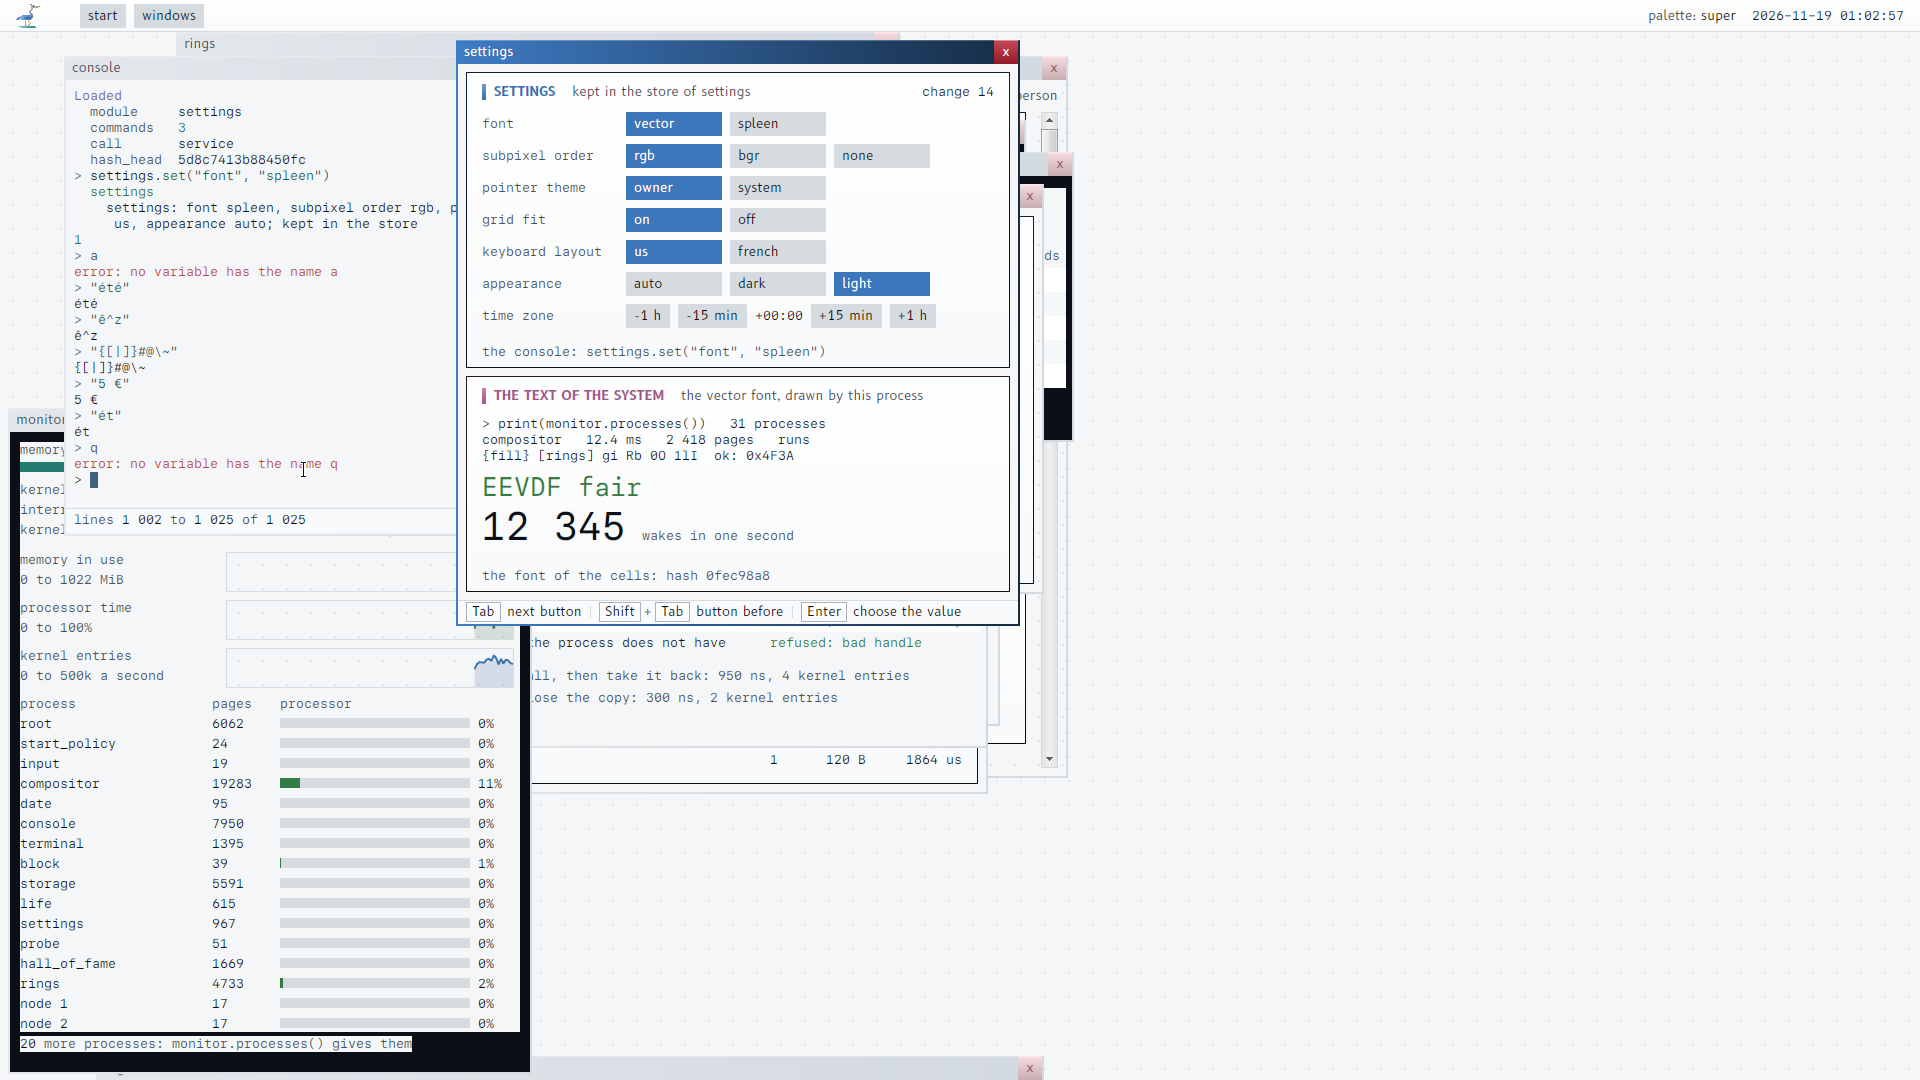 start windows palette: super 2026-11-19 01:02:57
rings
console
x
Loaded
module settings
commands 3
call service
hash_head 5d8c7413b88450fc
> settings.set("font", "spleen")
settings
settings: font spleen, subpixel order rgb, p
us, appearance auto; kept in the store
1
> a
error: no variable has the name a
> "été"
été
> "ê^z"
ê^z
> "{[|]}#@\~"
{[|]}#@\~
> "5 €"
5 €
> "ét"
ét
> q
error: no variable has the name q
>
lines 1 002 to 1 025 of 1 025
settings x
SETTINGS kept in the store of settings change 14
font vector spleen
subpixel order rgb bgr none
pointer theme owner system
grid fit on off
keyboard layout us french
appearance auto dark light
time zone -1 h -15 min +00:00 +15 min +1 h
the console: settings.set("font", "spleen")
THE TEXT OF THE SYSTEM the vector font, drawn by this process
> print(monitor.processes()) 31 processes
compositor 12.4 ms 2 418 pages runs
{fill} [rings] gi Rb 0O 1lI ok: 0x4F3A
EEVDF fair
12 345 wakes in one second
the font of the cells: hash 0fec98a8
Tab next button Shift + Tab button before Enter choose the value
person
x
x
ds
the process does not have refused: bad handle
all, then take it back: 950 ns, 4 kernel entries
lose the copy: 300 ns, 2 kernel entries
1 120 B 1864 us
monitor
memory
kernel
inter
kernel
memory in use
0 to 1022 MiB
processor time
0 to 100%
kernel entries
0 to 500k a second
process pages processor
root 6062 0%
start_policy 24 0%
input 19 0%
compositor 19283 11%
date 95 0%
console 7950 0%
terminal 1395 0%
block 39 1%
storage 5591 0%
life 615 0%
settings 967 0%
probe 51 0%
hall_of_fame 1669 0%
rings 4733 2%
node 1 17 0%
node 2 17 0%
20 more processes: monitor.processes() gives them
x